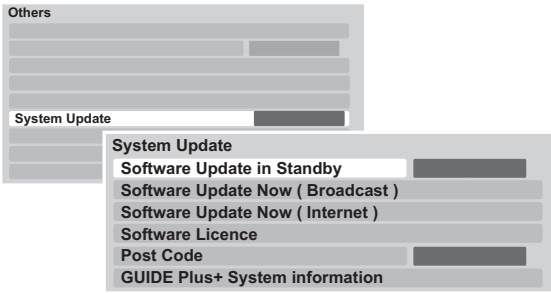 Others
System Update
System Update
Software Update in Standby
Software Update Now ( Broadcast )
Software Update Now ( Internet )
Software Licence
Post Code
GUIDE Plus+ System information